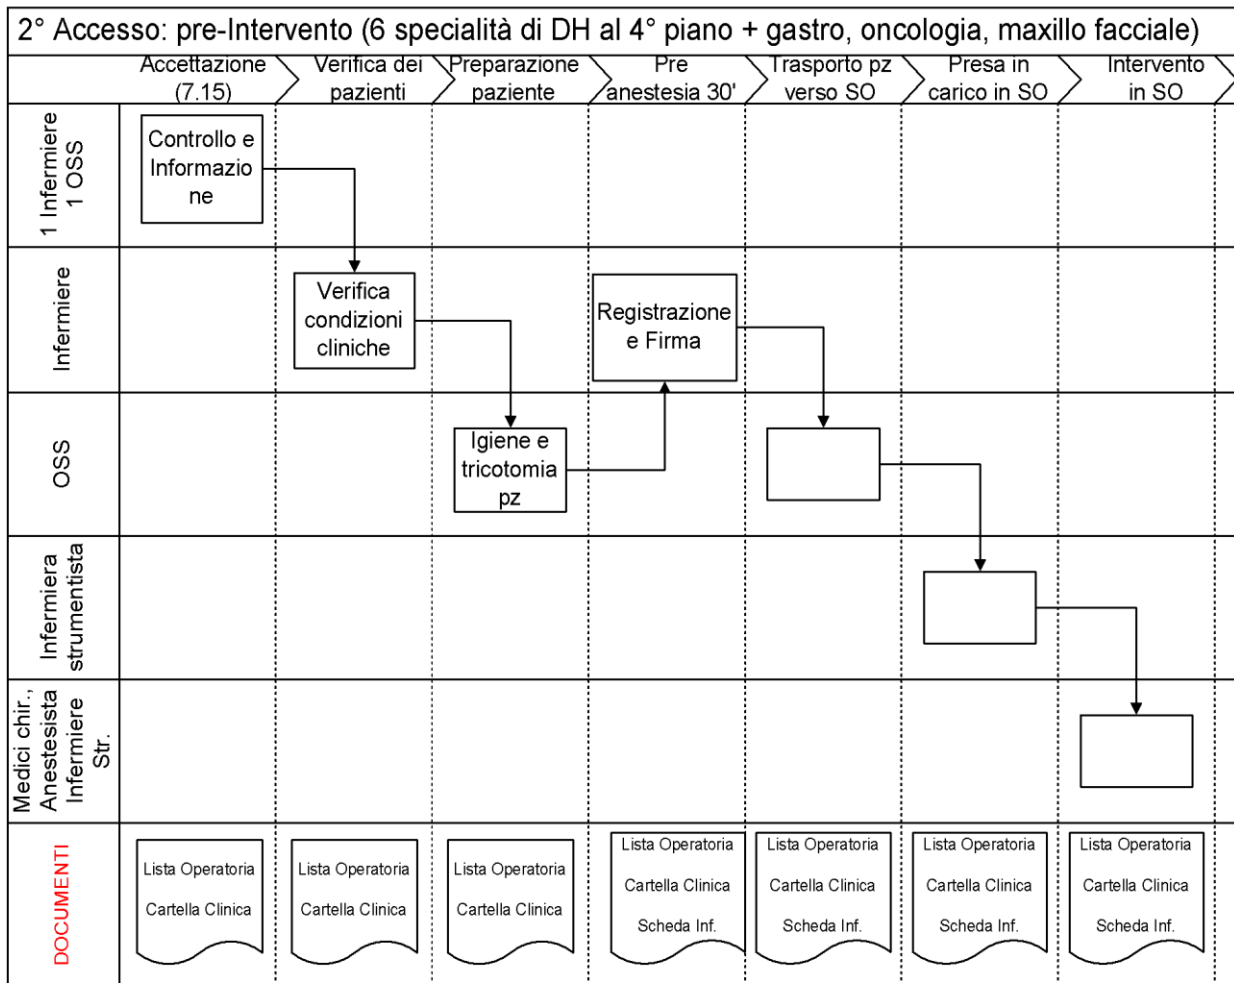 2° Accesso: pre-Intervento (6 specialità di DH al 4° piano + gastro, oncologia, maxillo facciale)
Accettazione
(7.15)
Verifica dei
pazienti
Preparazione
paziente
Pre
anestesia 30'
Trasporto pz
verso SO
Presa in
carico in SO
Intervento
in SO
1 Infermiere
1 OSS
Controllo e
Informazio
ne
Infermiere
Verifica
condizioni
cliniche
Registrazione
e Firma
OSS
Igiene e
tricotomia
pz
Infermiera
strumentista
Medici chir.,
Anestesista
Infermiere
Str.
DOCUMENTI
Lista Operatoria
Cartella Clinica
Lista Operatoria
Cartella Clinica
Lista Operatoria
Cartella Clinica
Lista Operatoria
Cartella Clinica
Scheda Inf.
Lista Operatoria
Cartella Clinica
Scheda Inf.
Lista Operatoria
Cartella Clinica
Scheda Inf.
Lista Operatoria
Cartella Clinica
Scheda Inf.